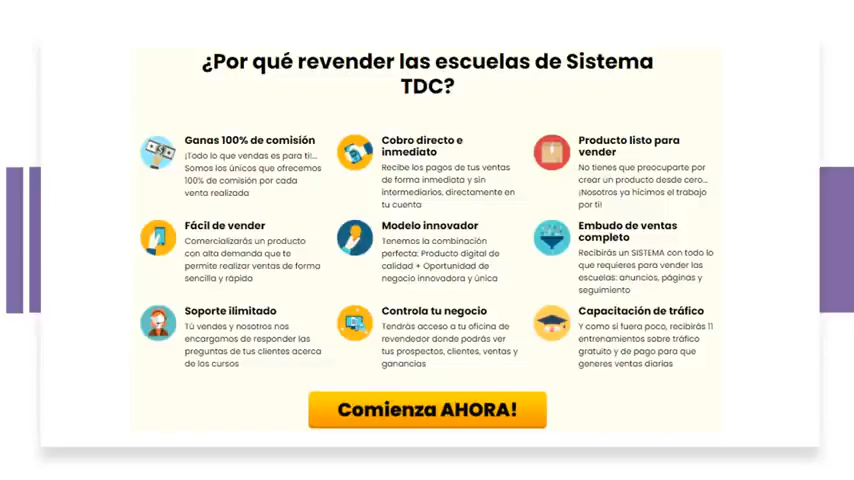 ¿Por qué revender las escuelas de Sistema
TDC?
Ganas 100% de comisión
¡Todo lo que vendas es para ti!...
Somos los únicos que ofrecemos
100% de comisión por cada
venta realizada
Cobro directo e
inmediato
Recibe los pagos de tus ventas
de forma inmediata y sin
intermediarios, directamente en
tu cuenta
Producto listo para
vender
No tienes que preocuparte por
crear un producto desde cero...
¡Nosotros ya hicimos el trabajo
por ti!
Fácil de vender
Comercializarás un producto
con alta demanda que te
permite realizar ventas de forma
sencilla y rápida
Modelo innovador
Tenemos la combinación
perfecta: Producto digital de
calidad + Oportunidad de
negocio innovadora y única
Embudo de ventas
completo
Recibirás un SISTEMA con todo lo
que requieres para vender las
escuelas: anuncios, páginas y
seguimiento
Soporte ilimitado
Tú vendes y nosotros nos
encargamos de responder las
preguntas de tus clientes acerca
de los cursos
Controla tu negocio
Tendrás acceso a tu oficina de
revendedor donde podrás ver
tus prospectos, clientes, ventas y
ganancias
Capacitación de tráfico
Y como si fuera poco, recibirás 11
entrenamientos sobre tráfico
gratuito y de pago para que
generes ventas diarias
Comienza AHORA!